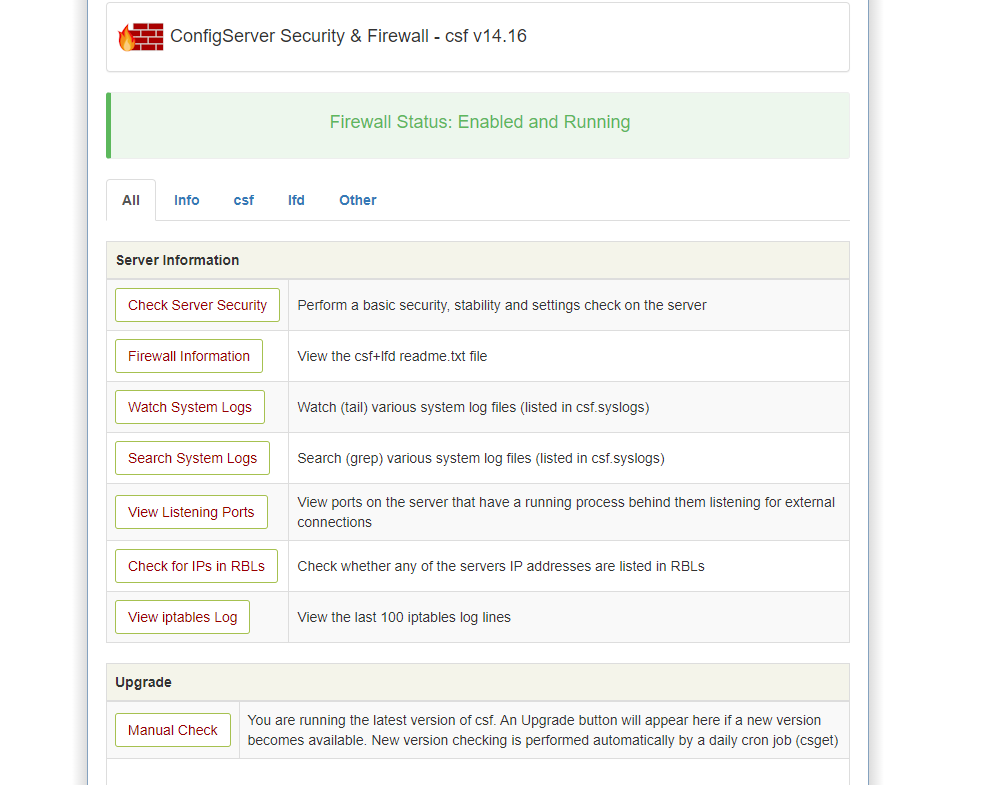 ConfigServer Security & Firewall - csf v14.16
Firewall Status: Enabled and Running
All Info csf lfd Other
Server Information
Check Server Security Perform a basic security, stability and settings check on the server
Firewall Information View the csf+lfd readme.txt file
Watch System Logs Watch (tail) various system log files (listed in csf.syslogs)
Search System Logs Search (grep) various system log files (listed in csf.syslogs)
View Listening Ports View ports on the server that have a running process behind them listening for external
connections
Check for IPs in RBLs Check whether any of the servers IP addresses are listed in RBLs
View iptables Log View the last 100 iptables log lines
Upgrade
Manual Check You are running the latest version of csf. An Upgrade button will appear here if a new version
becomes available. New version checking is performed automatically by a daily cron job (csget)